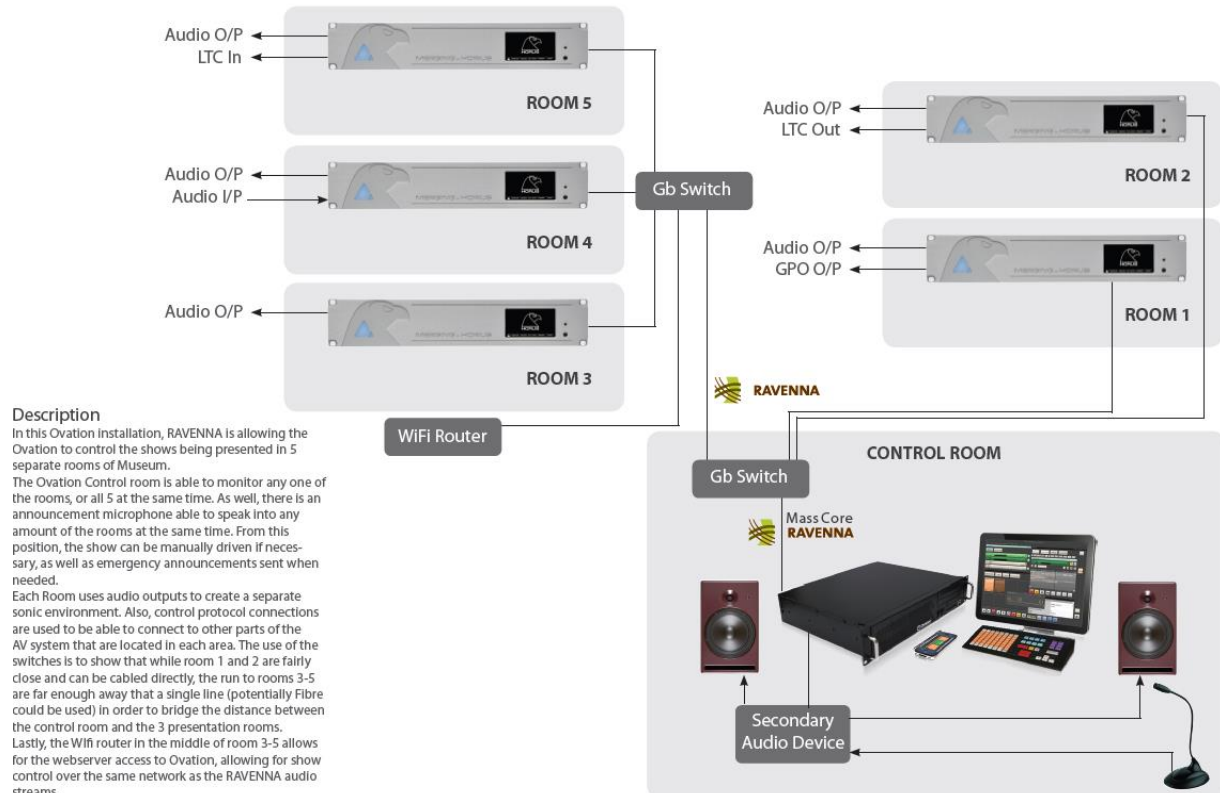 Audio O/P
LTC In
ROOM 5
Audio O/P
Audio I/P
ROOM 4
Audio O/P
ROOM 3
Gb Switch
WiFi Router
Audio O/P
LTC Out
ROOM 2
Audio O/P
GPO O/P
ROOM 1
RAVENNA
Description
In this Ovation installation, RAVENNA is allowing the
Ovation to control the shows being presented in 5
separate rooms of Museum.
The Ovation Control room is able to monitor any one of
the rooms, or all 5 at the same time. As well, there is an
announcement microphone able to speak into any
amount of the rooms at the same time. From this
position, the show can be manually driven if neces-
sary, as well as emergency announcements sent when
needed.
Each Room uses audio outputs to create a separate
sonic environment. Also, control protocol connections
are used to be able to connect to other parts of the
AV system that are located in each area. The use of the
switches is to show that while room 1 and 2 are fairly
close and can be cabled directly, the run to rooms 3-5
are far enough away that a single line (potentially Fibre
could be used) in order to bridge the distance between
the control room and the 3 presentation rooms.
Lastly, the Wifi router in the middle of room 3-5 allows
for the webserver access to Ovation, allowing for show
control over the same network as the RAVENNA audio
streams
CONTROL ROOM
Gb Switch
Mass Core
RAVENNA
Secondary
Audio Device